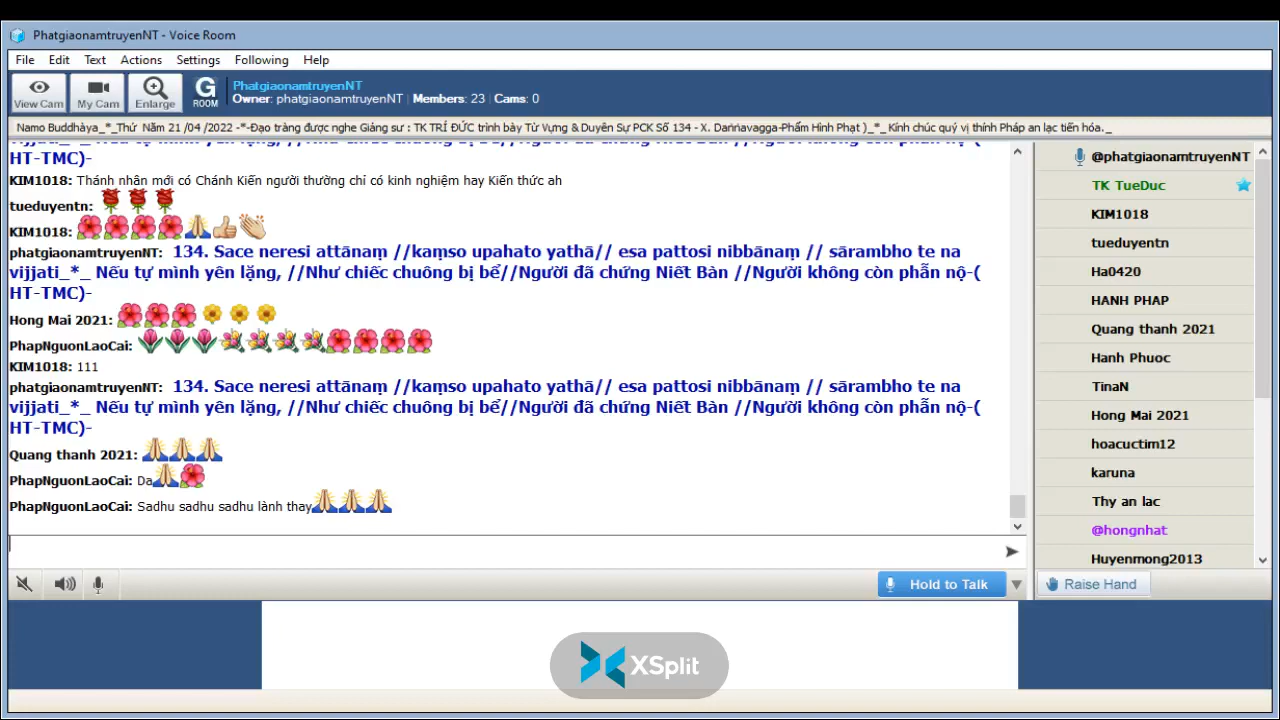 PhatgiaonamtruyenNT - Voice Room
File Edit Text Actions Settings Following Help
View Cam
My Cam
Enlarge
G ROOM
PhatgiaonamtruyenNT
Owner: phatgiaonamtruyenNT | Members: 23 | Cams: 0
Namo Buddhàya_*_Thứ Năm 21 /04 /2022 -*-Đạo tràng được nghe Giảng sư : TK TRÍ ĐỨC trình bày Từ Vựng & Duyên Sự PCK Số 134 - X. Daṇṇavagga-Phẩm Hình Phạt )_*_ Kính chúc quý vị thính Pháp an lạc tiến hóa._
HT-TMC)-
KIM1018: Thánh nhân mới có Chánh Kiến người thường chỉ có kinh nghiệm hay Kiến thức ah
tueduyentn:
KIM1018:
phatgiaonamtruyenNT: 134. Sace neresi attānaṃ //kaṃso upahato yathā// esa pattosi nibbānaṃ // sārambho te na
vijjati_*_ Nếu tự mình yên lặng, //Như chiếc chuông bị bể//Người đã chứng Niết Bàn //Người không còn phẫn nộ-(
HT-TMC)-
Hong Mai 2021:
PhapNguonLaoCai:
KIM1018: 111
phatgiaonamtruyenNT: 134. Sace neresi attānaṃ //kaṃso upahato yathā// esa pattosi nibbānaṃ // sārambho te na
vijjati_*_ Nếu tự mình yên lặng, //Như chiếc chuông bị bể//Người đã chứng Niết Bàn //Người không còn phẫn nộ-(
HT-TMC)-
Quang thanh 2021:
PhapNguonLaoCai: Da
PhapNguonLaoCai: Sadhu sadhu sadhu lành thay
@phatgiaonamtruyenNT
TK TueDuc
KIM1018
tueduyentn
Ha0420
HANH PHAP
Quang thanh 2021
Hanh Phuoc
TinaN
Hong Mai 2021
hoacuctim12
karuna
Thy an lac
@hongnhat
Huyenmong2013
Hold to Talk
Raise Hand
XSplit